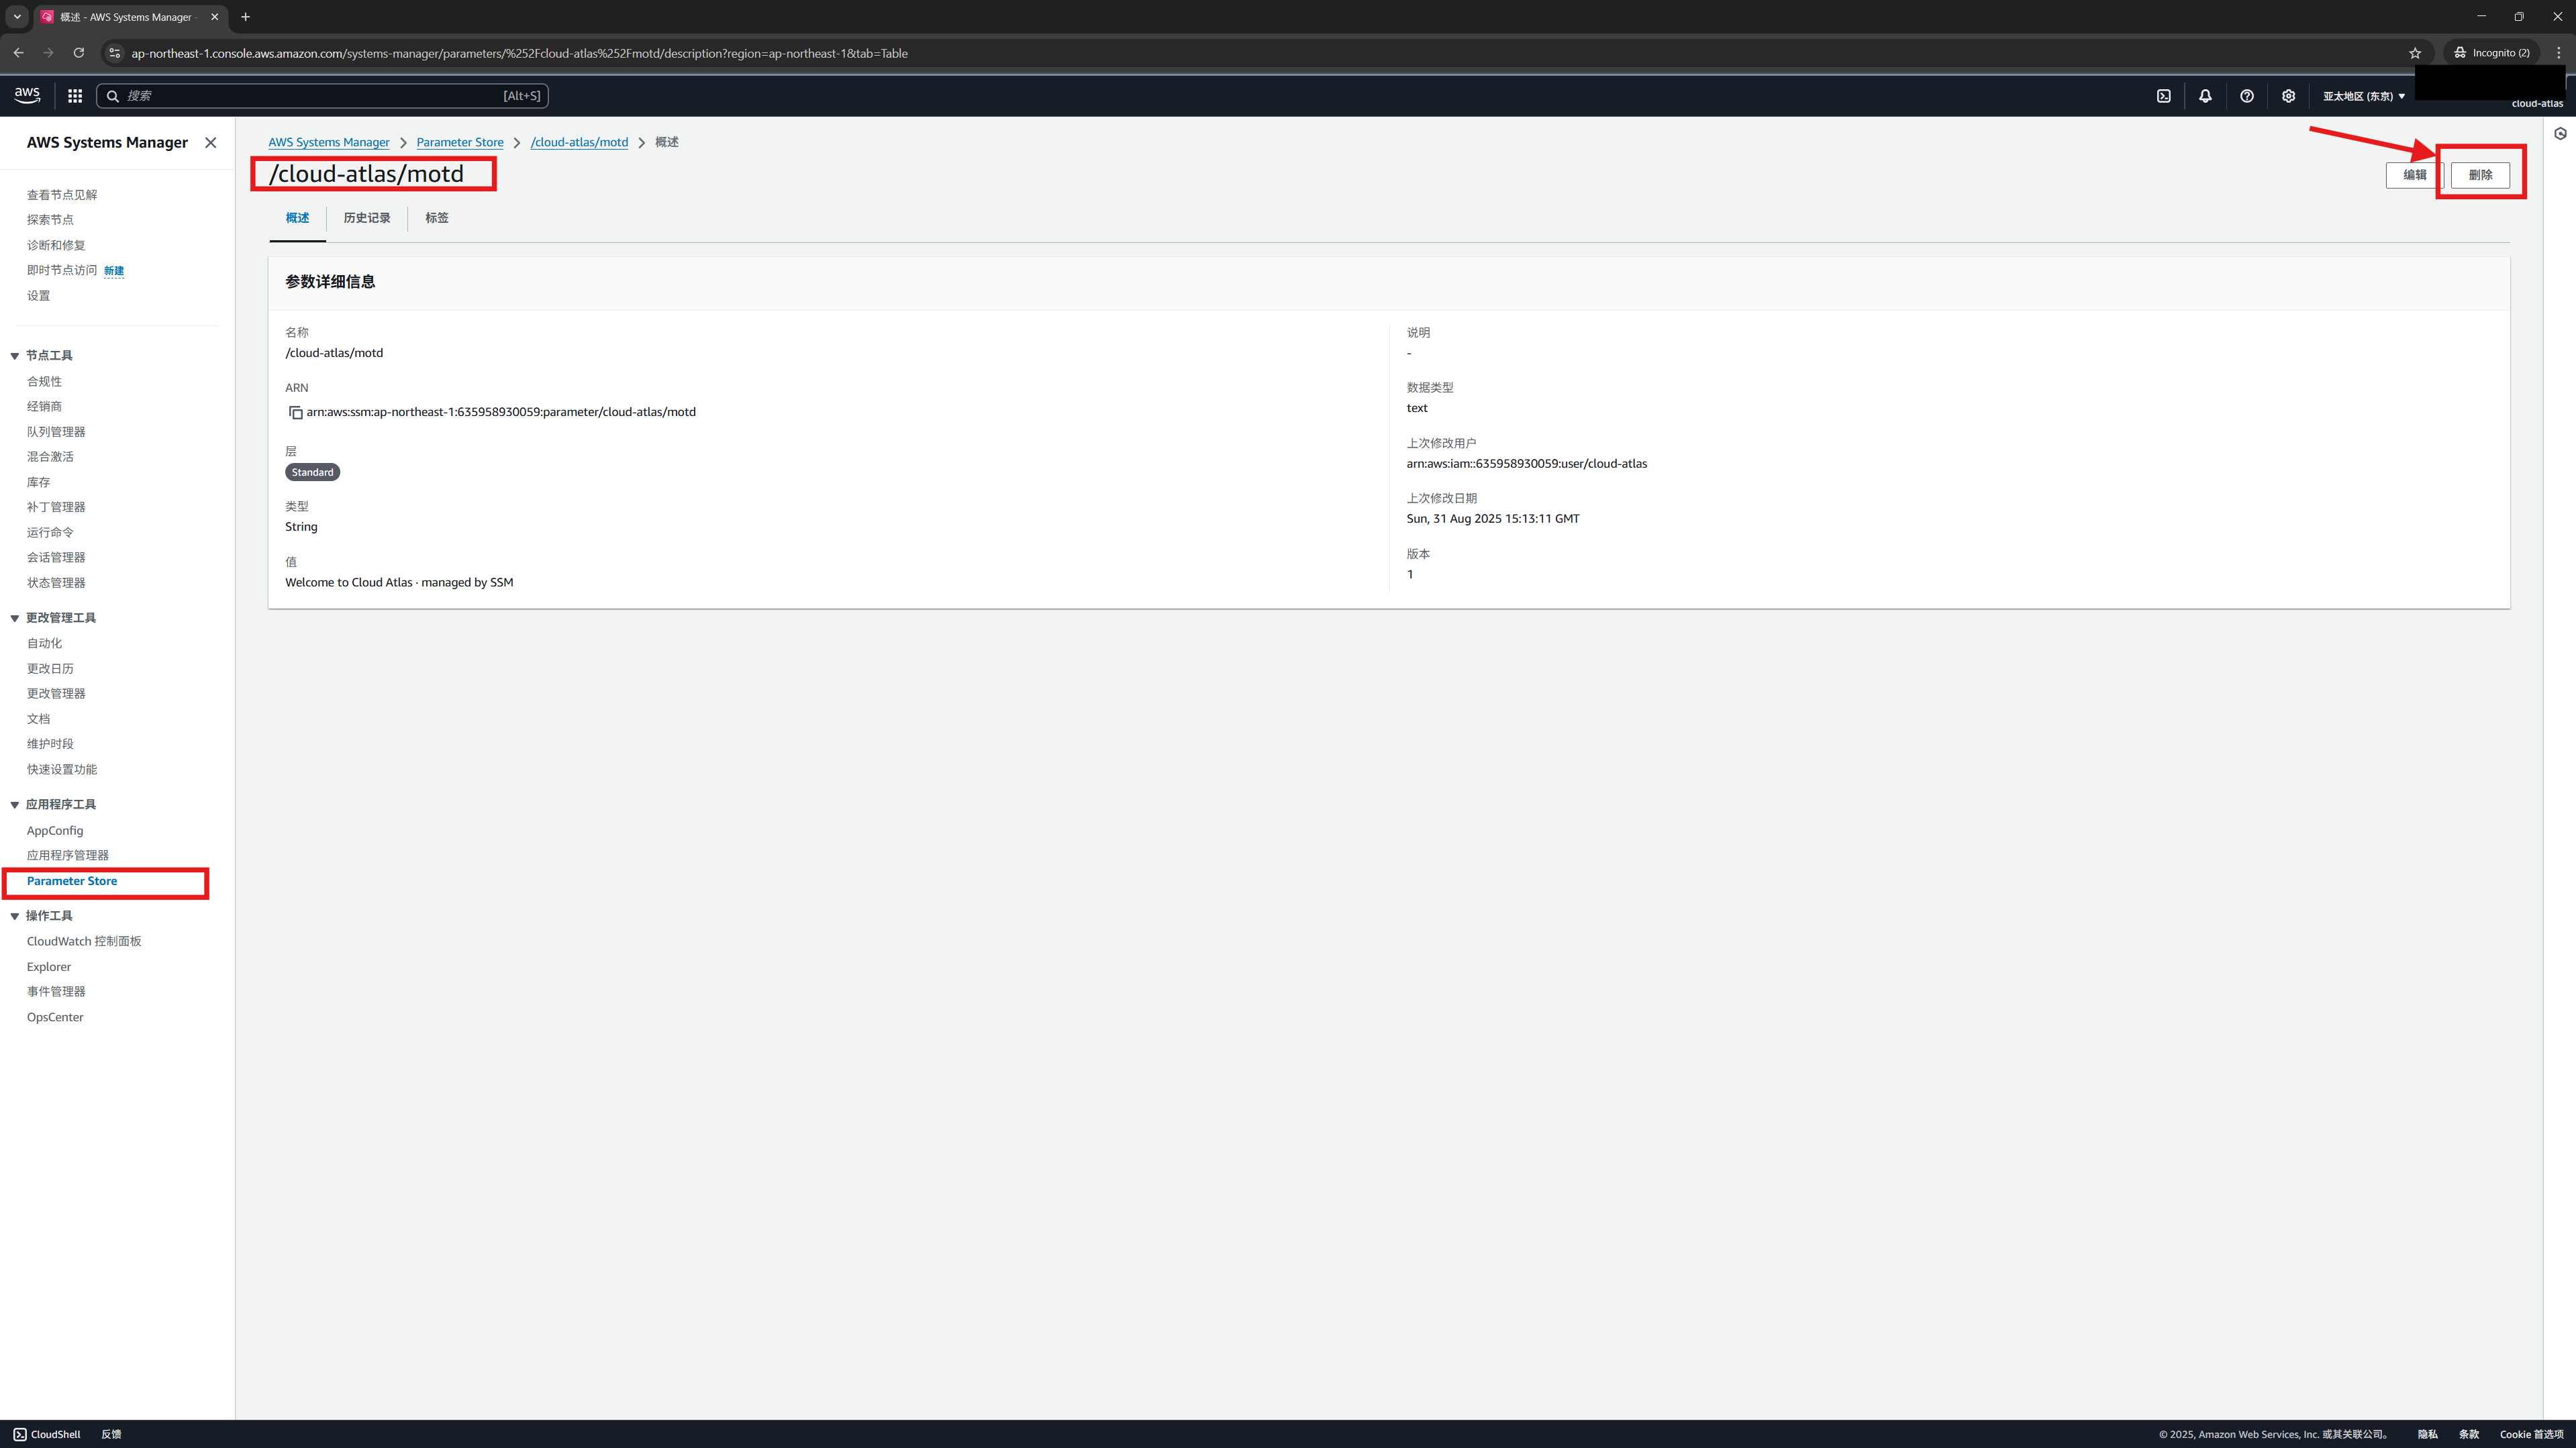 概述 - AWS Systems Manager
ap-northeast-1.console.aws.amazon.com/systems-manager/parameters/%252Fcloud-atlas%252Fmotd/description?region=ap-northeast-1&tab=Table
Incognito (2)
aws
搜索
[Alt+S]
亚太地区 (东京)
cloud-atlas
AWS Systems Manager
查看节点见解
探索节点
诊断和修复
即时节点访问 新建
设置
节点工具
合规性
经销商
队列管理器
混合激活
库存
补丁管理器
运行命令
会话管理器
状态管理器
更改管理工具
自动化
更改日历
更改管理器
文档
维护时段
快速设置功能
应用程序工具
AppConfig
应用程序管理器
Parameter Store
操作工具
CloudWatch 控制面板
Explorer
事件管理器
OpsCenter
AWS Systems Manager > Parameter Store > /cloud-atlas/motd > 概述
/cloud-atlas/motd
编辑
删除
概述
历史记录
标签
参数详细信息
名称
/cloud-atlas/motd
ARN
arn:aws:ssm:ap-northeast-1:635958930059:parameter/cloud-atlas/motd
层
Standard
类型
String
值
Welcome to Cloud Atlas · managed by SSM
说明
-
数据类型
text
上次修改用户
arn:aws:iam::635958930059:user/cloud-atlas
上次修改日期
Sun, 31 Aug 2025 15:13:11 GMT
版本
1
CloudShell
反馈
© 2025, Amazon Web Services, Inc. 或其关联公司。
隐私
条款
Cookie 首选项